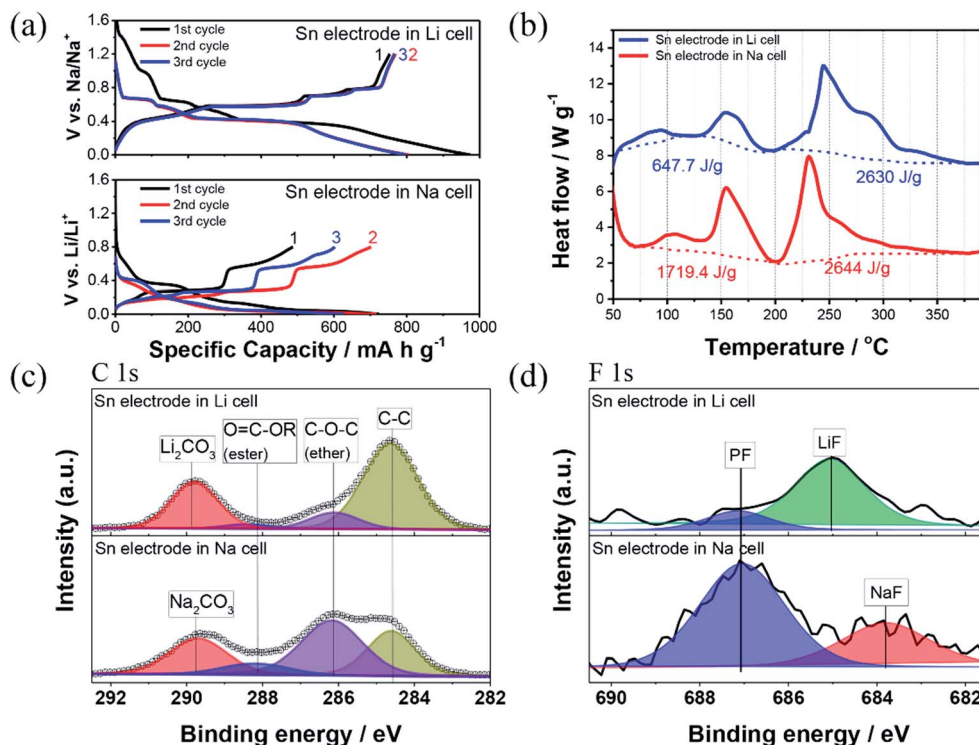 (a)
1.6
1.2
0.8
0.4
0.0
V vs. Na/Na⁺
1st cycle
2nd cycle
3rd cycle
Sn electrode in Li cell
1 3 2
1.6
1.2
0.8
0.4
0.0
V vs. Li/Li⁺
1st cycle
2nd cycle
3rd cycle
Sn electrode in Na cell
1 3 2
0 200 400 600 800 1000
Specific Capacity / mA h g⁻¹
(b)
Sn electrode in Li cell
Sn electrode in Na cell
14
12
10
8
6
4
2
0
Heat flow / W g⁻¹
647.7 J/g
2630 J/g
1719.4 J/g
2644 J/g
50 100 150 200 250 300 350
Temperature / °C
(c) C 1s
Sn electrode in Li cell
Li₂CO₃
O=C-OR
(ester)
C-O-C
(ether)
C-C
Intensity (a.u.)
Sn electrode in Na cell
Na₂CO₃
292 290 288 286 284 282
Binding energy / eV
(d) F 1s
Sn electrode in Li cell
PF
LiF
Intensity (a.u.)
Sn electrode in Na cell
NaF
690 688 686 684 682
Binding energy / eV